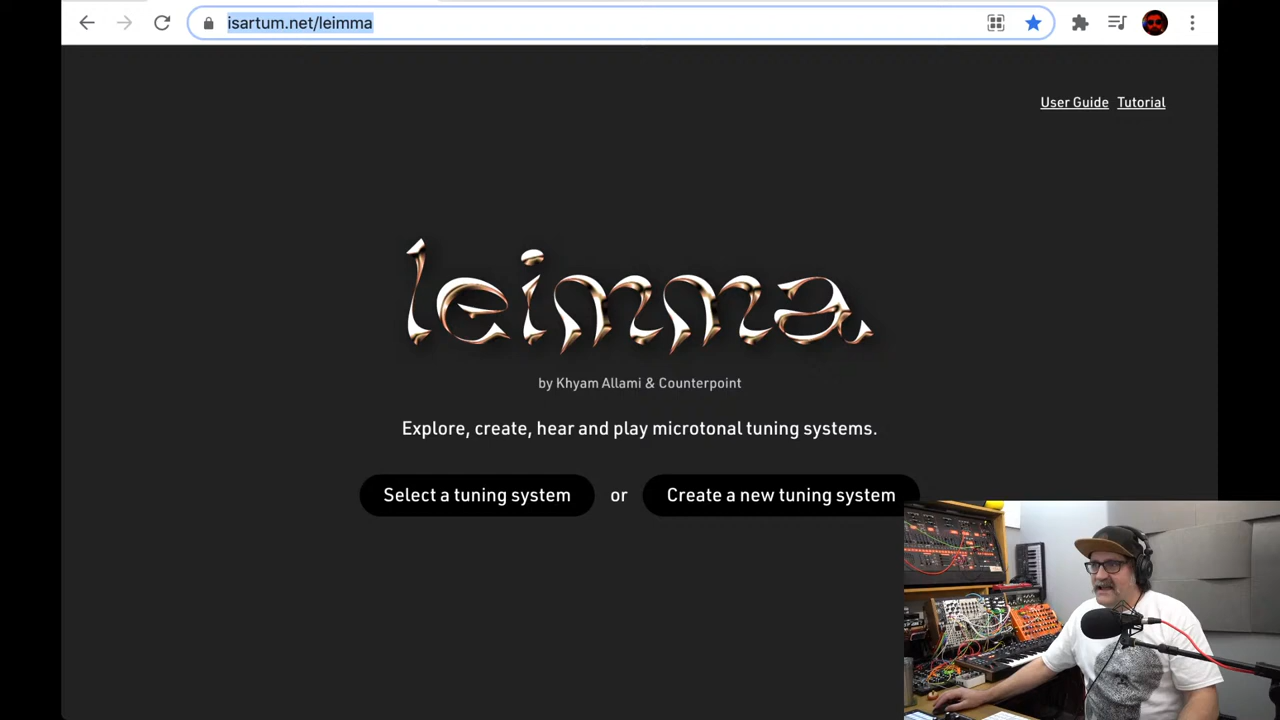 isartum.net/leimma
User Guide Tutorial
leimma
by Khyam Allami & Counterpoint
Explore, create, hear and play microtonal tuning systems.
Select a tuning system or Create a new tuning system